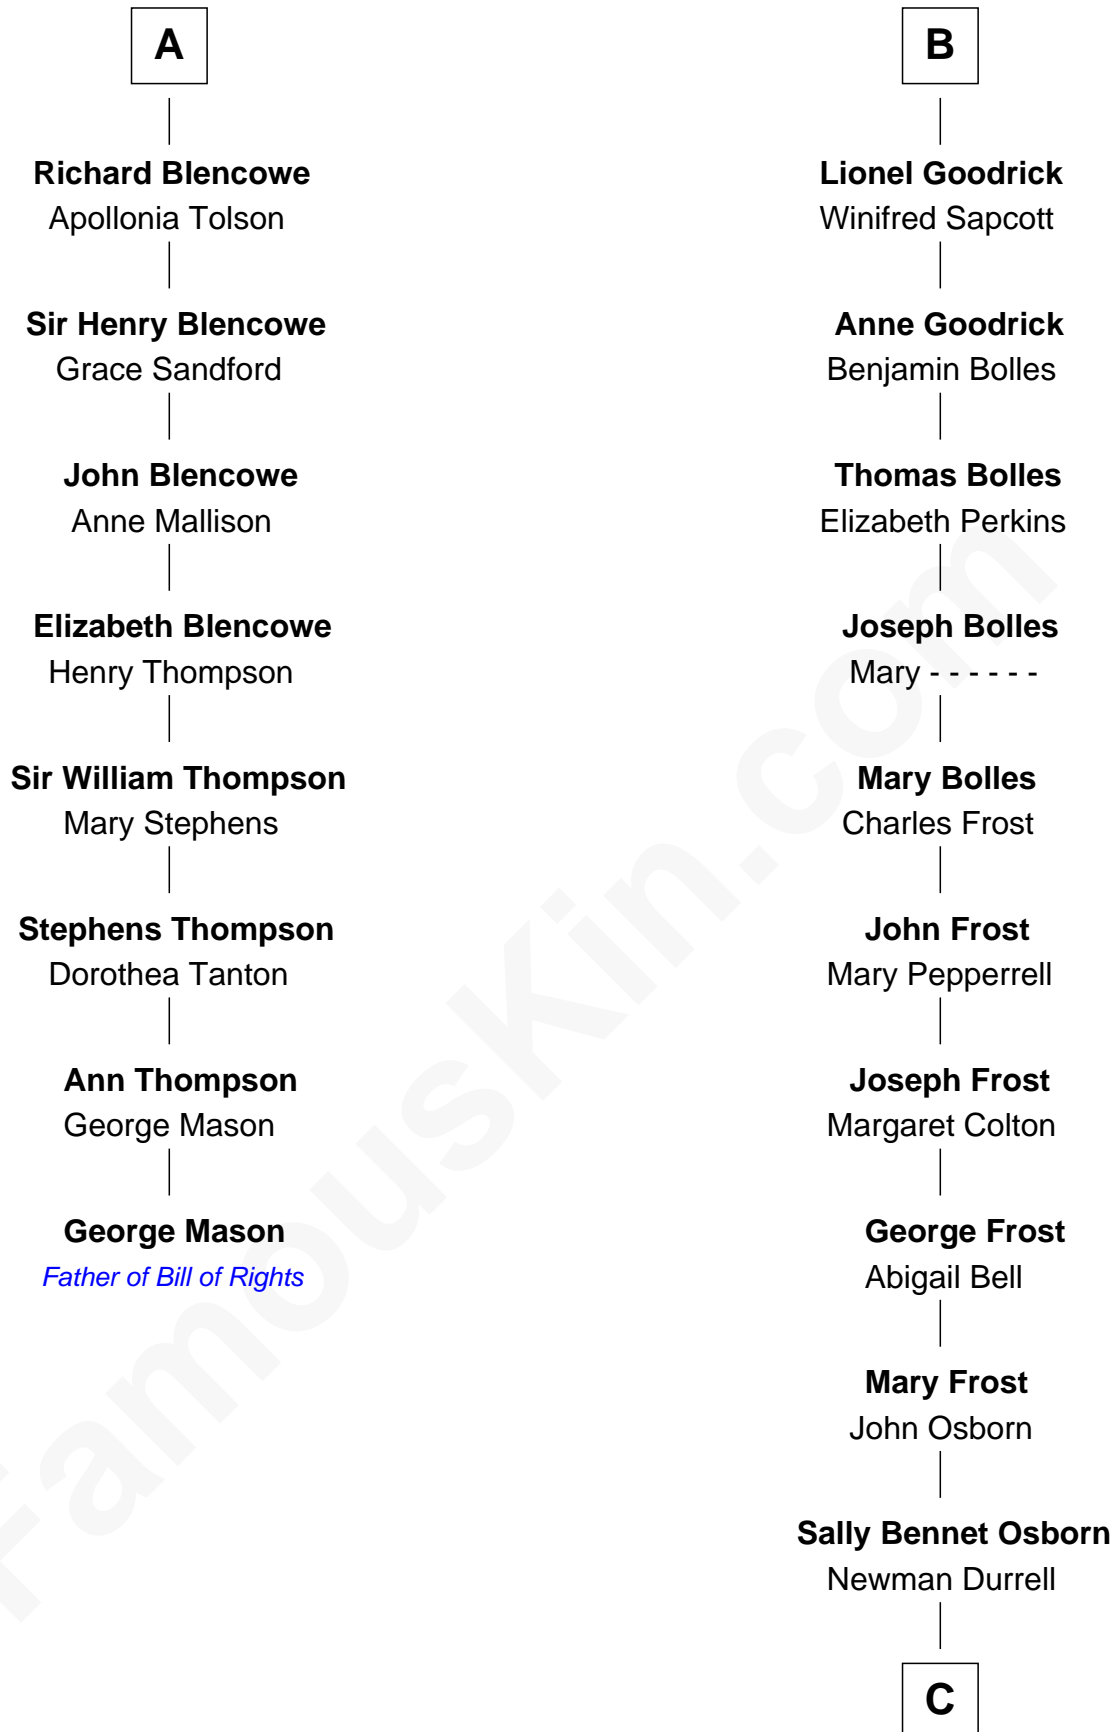 A
Richard Blencowe
Apollonia Tolson
Sir Henry Blencowe
Grace Sandford
John Blencowe
Anne Mallison
Elizabeth Blencowe
Henry Thompson
Sir William Thompson
Mary Stephens
Stephens Thompson
Dorothea Tanton
Ann Thompson
George Mason
George Mason
Father of Bill of Rights
B
Lionel Goodrick
Winifred Sapcott
Anne Goodrick
Benjamin Bolles
Thomas Bolles
Elizabeth Perkins
Joseph Bolles
Mary - - - - - -
Mary Bolles
Charles Frost
John Frost
Mary Pepperrell
Joseph Frost
Margaret Colton
George Frost
Abigail Bell
Mary Frost
John Osborn
Sally Bennet Osborn
Newman Durrell
C
FamousKin.com